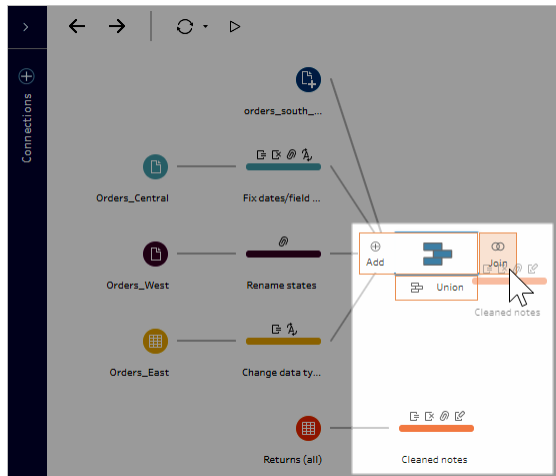 Connections
orders_south_...
Orders_Central
Fix dates/field ...
Add
Join
Orders_West
Rename states
Union
Cleaned notes
Orders_East
Change data ty...
Returns (all)
Cleaned notes